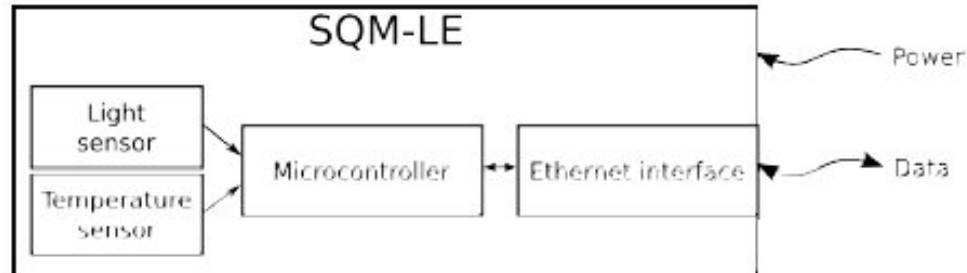 SQM-LE
Power
Light
sensor
Microcontroller
Ethernet interface
Data
Temperature
sensor